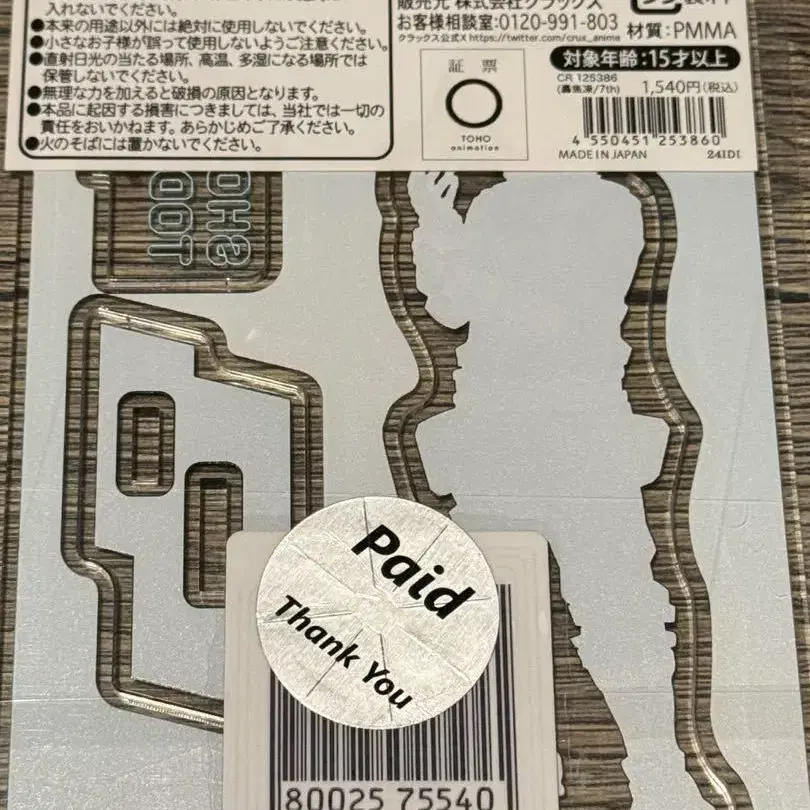 入れないでください。
●本来の用途以外には絶対に使用しないでください。
●小さなお子様が誤って使用しないようご注意ください。
●直射日光の当たる場所、高温、多湿になる場所では
保管しないでください。
●無理な力を加えると破損の原因となります。
●本品に起因する損害につきましては、当社では一切の
責任をおいかねます。あらかじめご了承ください。
●火のそばには置かないでください。
販売元 株式会社クラックス
お客様相談室:0120-991-803
クラックス公式X https://twitter.com/crux_anime
材質:PMMA
対象年齢:15才以上
証票
TOHO
animation
CR 125386
(轟焦凍/7th)
1,540円(税込)
4 550451 253860
MADE IN JAPAN
24IDI
SHO
TOO
Paid
Thank You
80025 75540